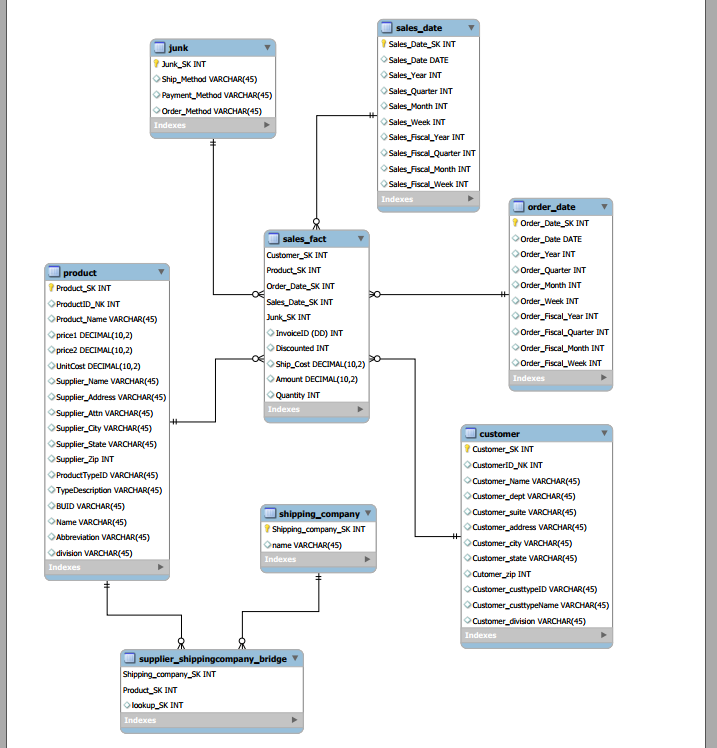 junk
Junk_SK INT
Ship_Method VARCHAR(45)
Payment_Method VARCHAR(45)
Order_Method VARCHAR(45)
Indexes
sales_date
Sales_Date_SK INT
Sales_Date DATE
Sales_Year INT
Sales_Quarter INT
Sales_Month INT
Sales_Week INT
Sales_Fiscal_Year INT
Sales_Fiscal_Quarter INT
Sales_Fiscal_Month INT
Sales_Fiscal_Week INT
Indexes
order_date
Order_Date_SK INT
Order_Date DATE
Order_Year INT
Order_Quarter INT
Order_Month INT
Order_Week INT
Order_Fiscal_Year INT
Order_Fiscal_Quarter INT
Order_Fiscal_Month INT
Order_Fiscal_Week INT
Indexes
sales_fact
Customer_SK INT
Product_SK INT
Order_Date_SK INT
Sales_Date_SK INT
Junk_SK INT
InvoiceID (DD) INT
Discounted INT
Ship_Cost DECIMAL(10,2)
Amount DECIMAL(10,2)
Quantity INT
Indexes
product
Product_SK INT
ProductID_NK INT
Product_Name VARCHAR(45)
price1 DECIMAL(10,2)
price2 DECIMAL(10,2)
UnitCost DECIMAL(10,2)
Supplier_Name VARCHAR(45)
Supplier_Address VARCHAR(45)
Supplier_Attn VARCHAR(45)
Supplier_City VARCHAR(45)
Supplier_State VARCHAR(45)
Supplier_Zip INT
ProductTypeID VARCHAR(45)
TypeDescription VARCHAR(45)
BUID VARCHAR(45)
Name VARCHAR(45)
Abbreviation VARCHAR(45)
division VARCHAR(45)
Indexes
customer
Customer_SK INT
CustomerID_NK INT
Customer_Name VARCHAR(45)
Customer_dept VARCHAR(45)
Customer_suite VARCHAR(45)
Customer_address VARCHAR(45)
Customer_city VARCHAR(45)
Customer_state VARCHAR(45)
Cutomer_zip INT
Customer_custtypeID VARCHAR(45)
Customer_custtypeName VARCHAR(45)
Customer_division VARCHAR(45)
Indexes
shipping_company
Shipping_company_SK INT
name VARCHAR(45)
Indexes
supplier_shippingcompany_bridge
Shipping_company_SK INT
Product_SK INT
lookup_SK INT
Indexes